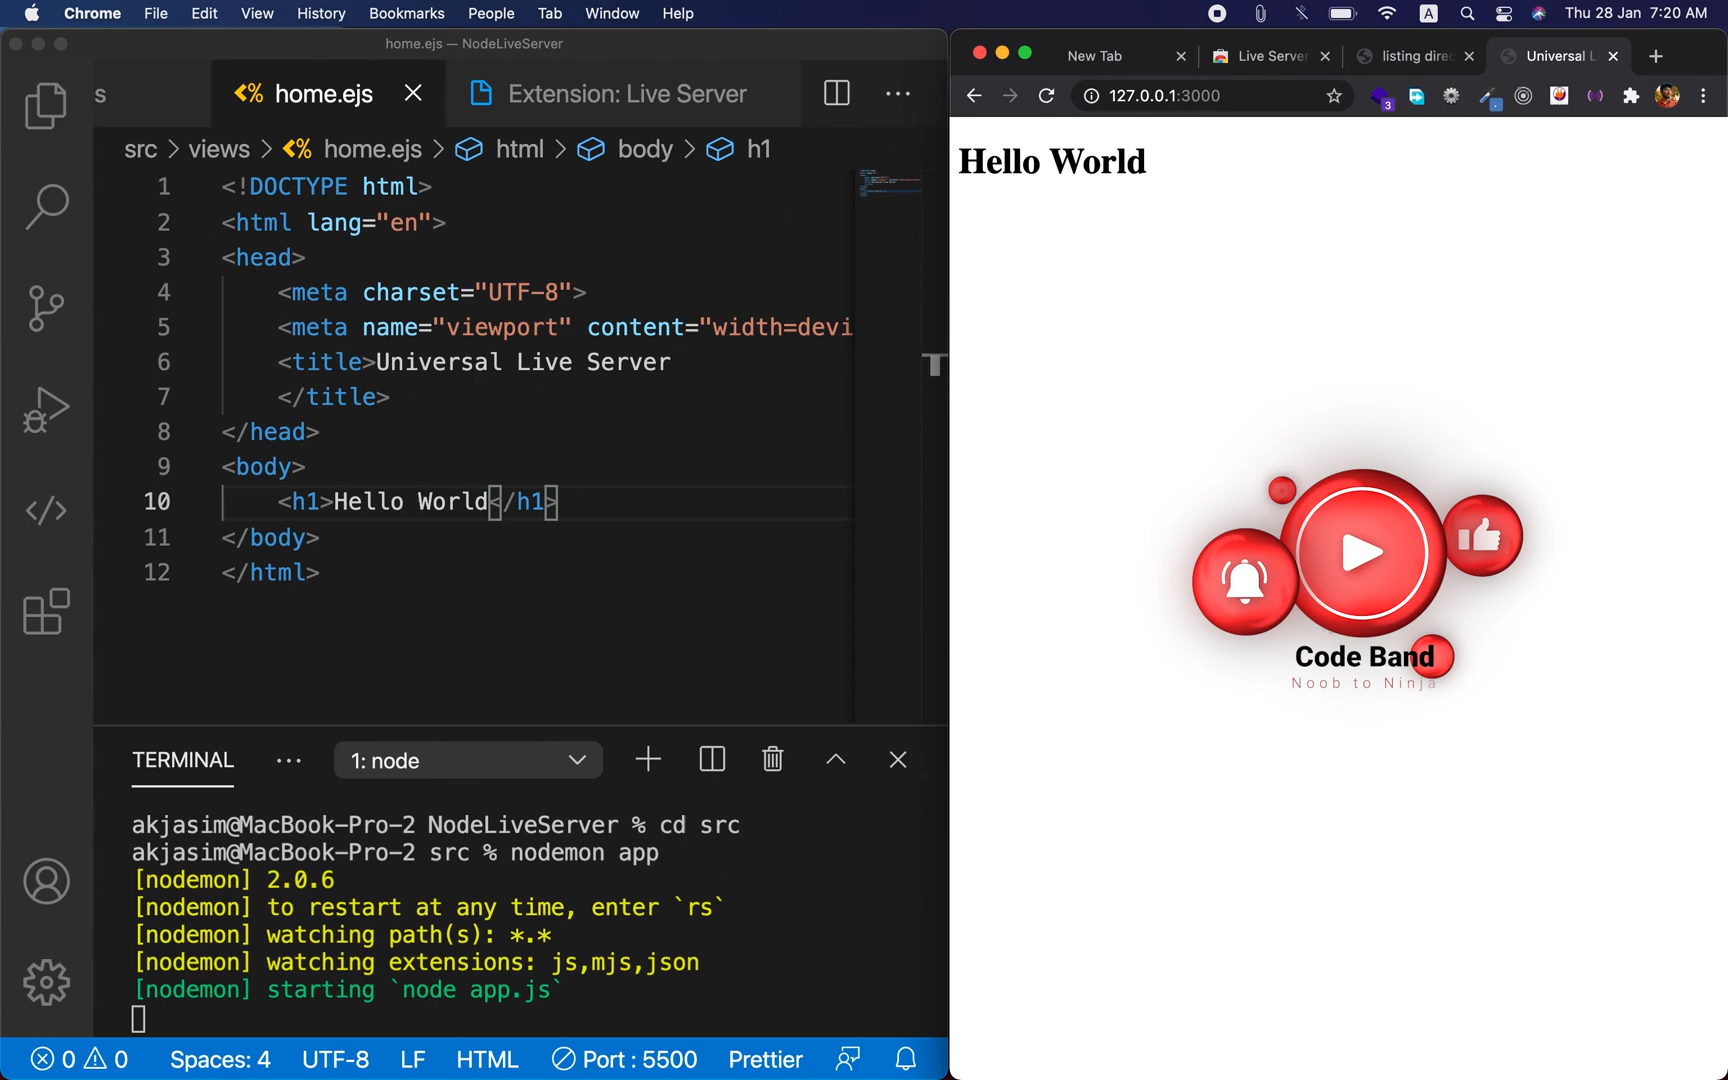 Chrome File Edit View History Bookmarks People Tab Window Help
A Thu 28 Jan 7:20 AM
home.ejs — NodeLiveServer
s <% home.ejs Extension: Live Server
src > views > <% home.ejs > html > body > h1
1 <!DOCTYPE html>
2 <html lang="en">
3 <head>
4 <meta charset="UTF-8">
5 <meta name="viewport" content="width=devi
6 <title>Universal Live Server
7 </title>
8 </head>
9 <body>
10 <h1>Hello World</h1>
11 </body>
12 </html>
TERMINAL ... 1: node
akjasim@MacBook-Pro-2 NodeLiveServer % cd src
akjasim@MacBook-Pro-2 src % nodemon app
[nodemon] 2.0.6
[nodemon] to restart at any time, enter `rs`
[nodemon] watching path(s): *.*
[nodemon] watching extensions: js,mjs,json
[nodemon] starting `node app.js`
0 0 Spaces: 4 UTF-8 LF HTML Port : 5500 Prettier
New Tab Live Server listing direc Universal L
127.0.0.1:3000
3
Hello World
Code Band
Noob to Ninja